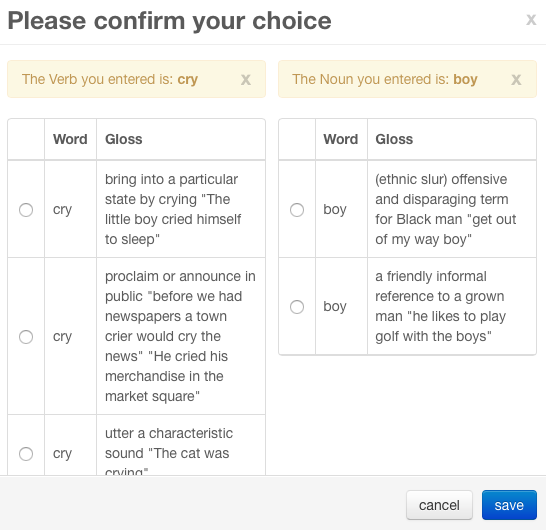 Please confirm your choice
x
The Verb you entered is: cry
x
The Noun you entered is: boy
x
Word
Gloss
cry
bring into a particular
state by crying "The
little boy cried himself
to sleep"
cry
proclaim or announce in
public "before we had
newspapers a town
crier would cry the
news" "He cried his
merchandise in the
market square"
cry
utter a characteristic
sound "The cat was
crying"
Word
Gloss
boy
(ethnic slur) offensive
and disparaging term
for Black man "get out
of my way boy"
boy
a friendly informal
reference to a grown
man "he likes to play
golf with the boys"
cancel
save